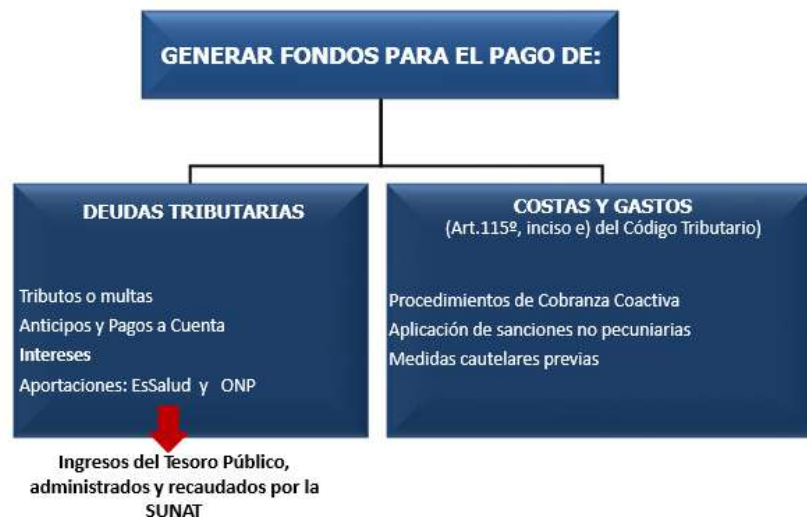 GENERAR FONDOS PARA EL PAGO DE:
DEUDAS TRIBUTARIAS
Tributos o multas
Anticipos y Pagos a Cuenta
Intereses
Aportaciones: EsSalud y ONP
COSTAS Y GASTOS
(Art.115º, inciso e) del Código Tributario)
Procedimientos de Cobranza Coactiva
Aplicación de sanciones no pecuniarias
Medidas cautelares previas
Ingresos del Tesoro Público,
administrados y recaudados por la
SUNAT